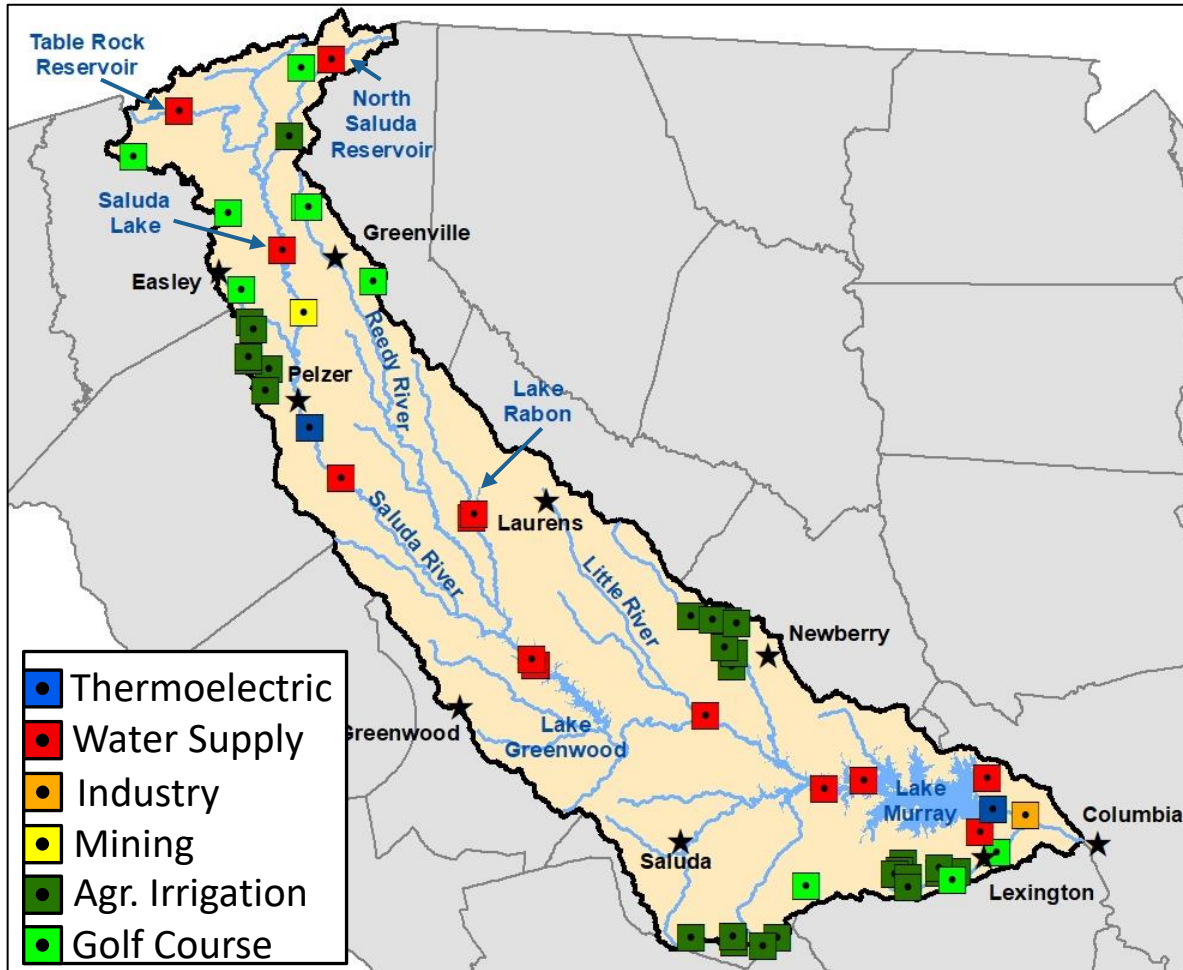 Table Rock
Reservoir
North
Saluda
Reservoir
Saluda
Lake
Greenville
Easley
Reedy River
Pelzer
Lake
Rabon
Laurens
Saluda River
Little River
Newberry
Greenwood
Lake
Greenwood
Lake
Murray
Columbia
Saluda
Lexington
Thermoelectric
Water Supply
Industry
Mining
Agr. Irrigation
Golf Course